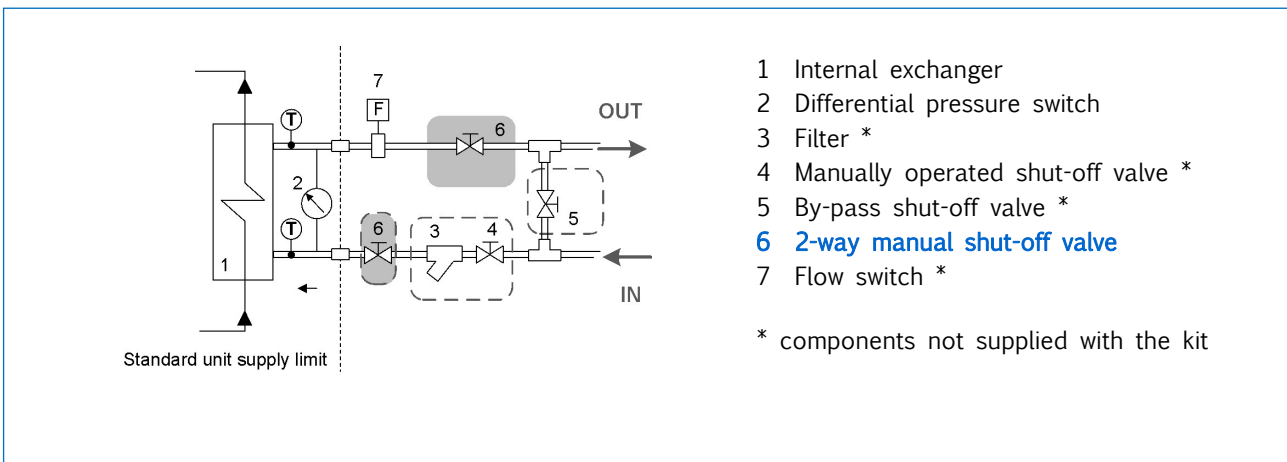 7
F
6
OUT
T
2
5
T
6
3
4
1
IN
Standard unit supply limit
1 Internal exchanger
2 Differential pressure switch
3 Filter *
4 Manually operated shut-off valve *
5 By-pass shut-off valve *
6 2-way manual shut-off valve
7 Flow switch *
* components not supplied with the kit